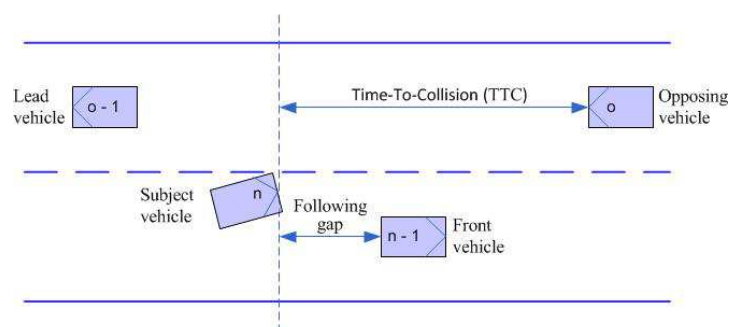 Lead
vehicle
o - 1
Time-To-Collision (TTC)
o
Opposing
vehicle
Subject
vehicle
n
Following
gap
n - 1
Front
vehicle